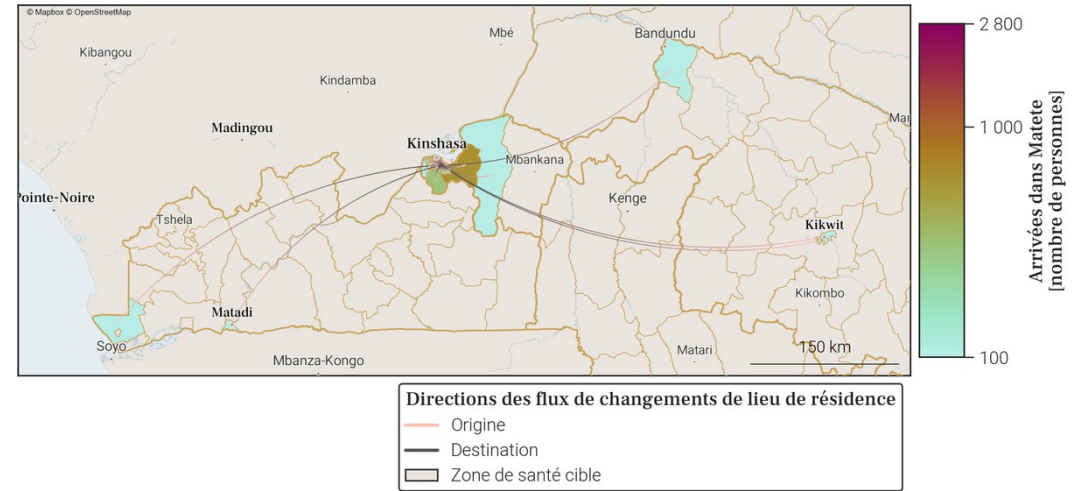 © Mapbox © OpenStreetMap
Mbé
Bandundu
Kibangou
Kindamba
Madingou
Kinshasa
Mar
Mbankana
Pointe-Noire
Kenge
Tshela
Kikwit
Kikombo
Matadi
Soyo
Mbanza-Kongo
Matari
150 km
2 800
1 000
100
Arrivées dans Matete
[nombre de personnes]
Directions des flux de changements de lieu de résidence
Origine
Destination
Zone de santé cible